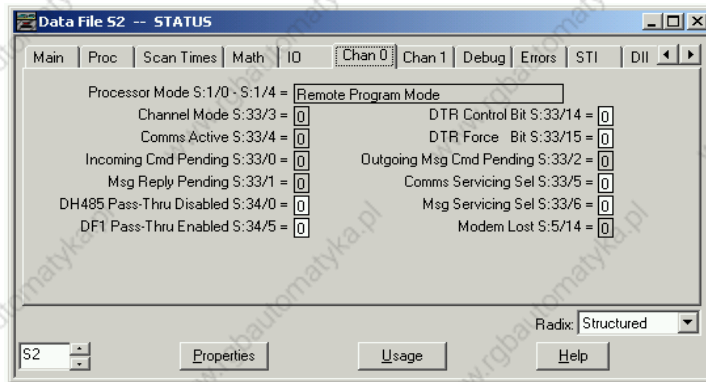 Data File S2 -- STATUS
Main Proc Scan Times Math IO Chan 0 Chan 1 Debug Errors STI DII
Processor Mode S:1/0 - S:1/4 = Remote Program Mode
Channel Mode S:33/3 = 0 DTR Control Bit S:33/14 = 0
Comms Active S:33/4 = 0 DTR Force Bit S:33/15 = 0
Incoming Cmd Pending S:33/0 = 0 Outgoing Msg Cmd Pending S:33/2 = 0
Msg Reply Pending S:33/1 = 0 Comms Servicing Sel S:33/5 = 0
DH485 Pass-Thru Disabled S:34/0 = 0 Msg Servicing Sel S:33/6 = 0
DF1 Pass-Thru Enabled S:34/5 = 0 Modem Lost S:5/14 = 0
Radix: Structured
S2 Properties Usage Help
www.rgbautomatyka.pl